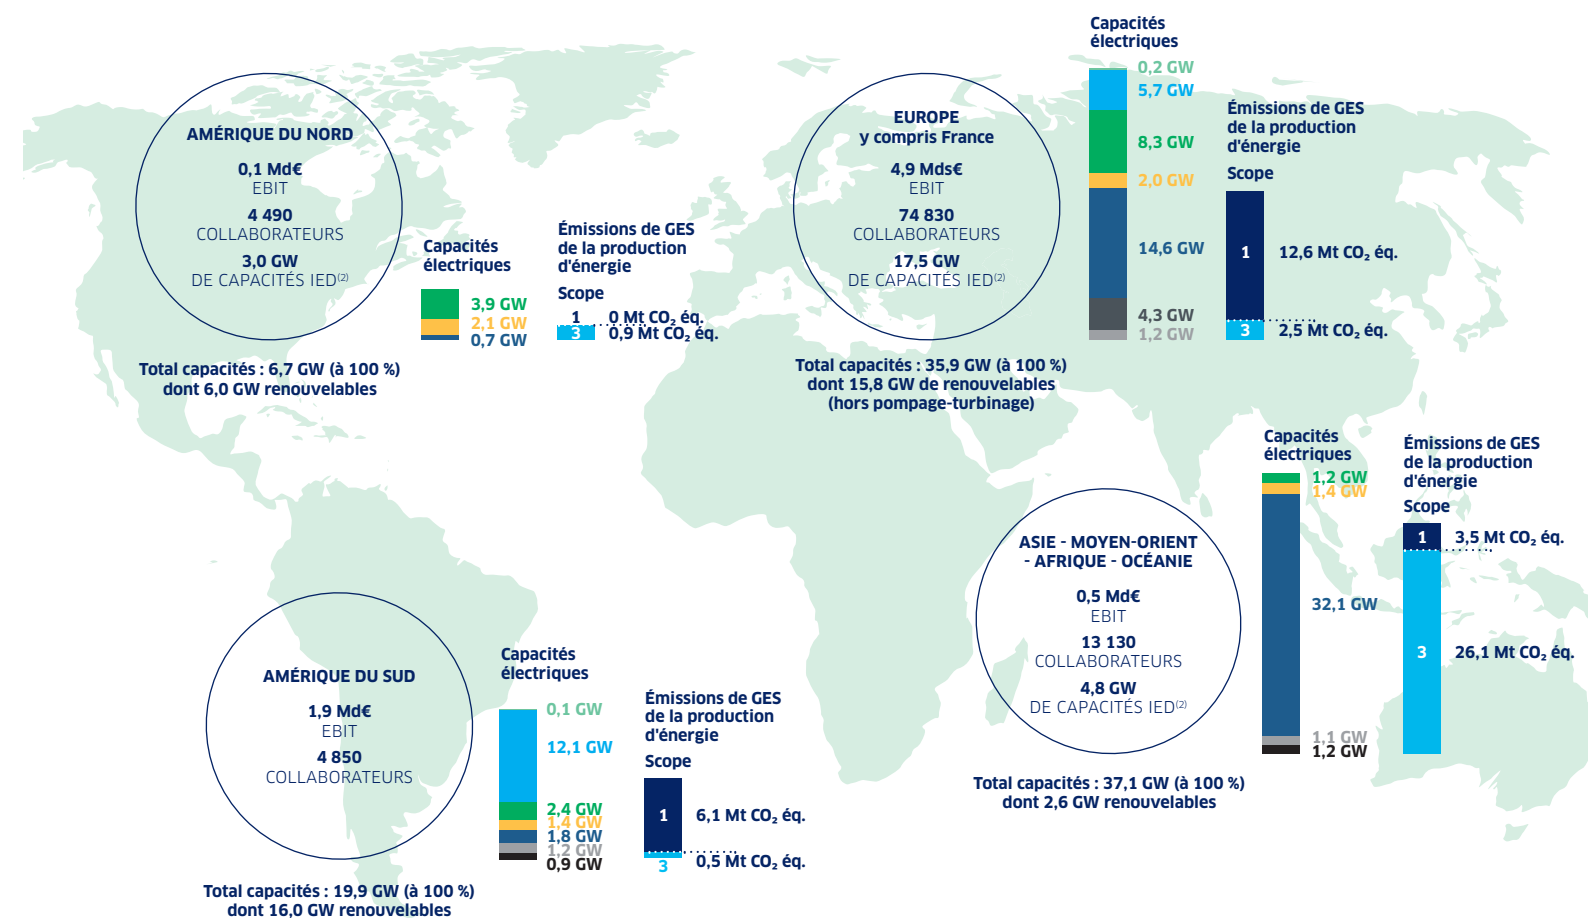 AMÉRIQUE DU NORD
0,1 Md€
EBIT
4 490
COLLABORATEURS
3,0 GW
DE CAPACITÉS IED(2)
Capacités
électriques
3,9 GW
2,1 GW
0,7 GW
Émissions de GES
de la production
d'énergie
Scope
1 0 Mt CO₂ éq.
3 0,9 Mt CO₂ éq.
Total capacités : 6,7 GW (à 100 %)
dont 6,0 GW renouvelables
EUROPE
y compris France
4,9 Mds€
EBIT
74 830
COLLABORATEURS
17,5 GW
DE CAPACITÉS IED(2)
Capacités
électriques
0,2 GW
5,7 GW
8,3 GW
2,0 GW
14,6 GW
4,3 GW
1,2 GW
Émissions de GES
de la production
d'énergie
Scope
1 12,6 Mt CO₂ éq.
3 2,5 Mt CO₂ éq.
Total capacités : 35,9 GW (à 100 %)
dont 15,8 GW de renouvelables
(hors pompage-turbinage)
AMÉRIQUE DU SUD
1,9 Md€
EBIT
4 850
COLLABORATEURS
Capacités
électriques
0,1 GW
12,1 GW
2,4 GW
1,4 GW
1,8 GW
1,2 GW
0,9 GW
Émissions de GES
de la production
d'énergie
Scope
1 6,1 Mt CO₂ éq.
3 0,5 Mt CO₂ éq.
Total capacités : 19,9 GW (à 100 %)
dont 16,0 GW renouvelables
ASIE - MOYEN-ORIENT
- AFRIQUE - OCÉANIE
0,5 Md€
EBIT
13 130
COLLABORATEURS
4,8 GW
DE CAPACITÉS IED(2)
Capacités
électriques
1,2 GW
1,4 GW
32,1 GW
1,1 GW
1,2 GW
Émissions de GES
de la production
d'énergie
Scope
1 3,5 Mt CO₂ éq.
3 26,1 Mt CO₂ éq.
Total capacités : 37,1 GW (à 100 %)
dont 2,6 GW renouvelables